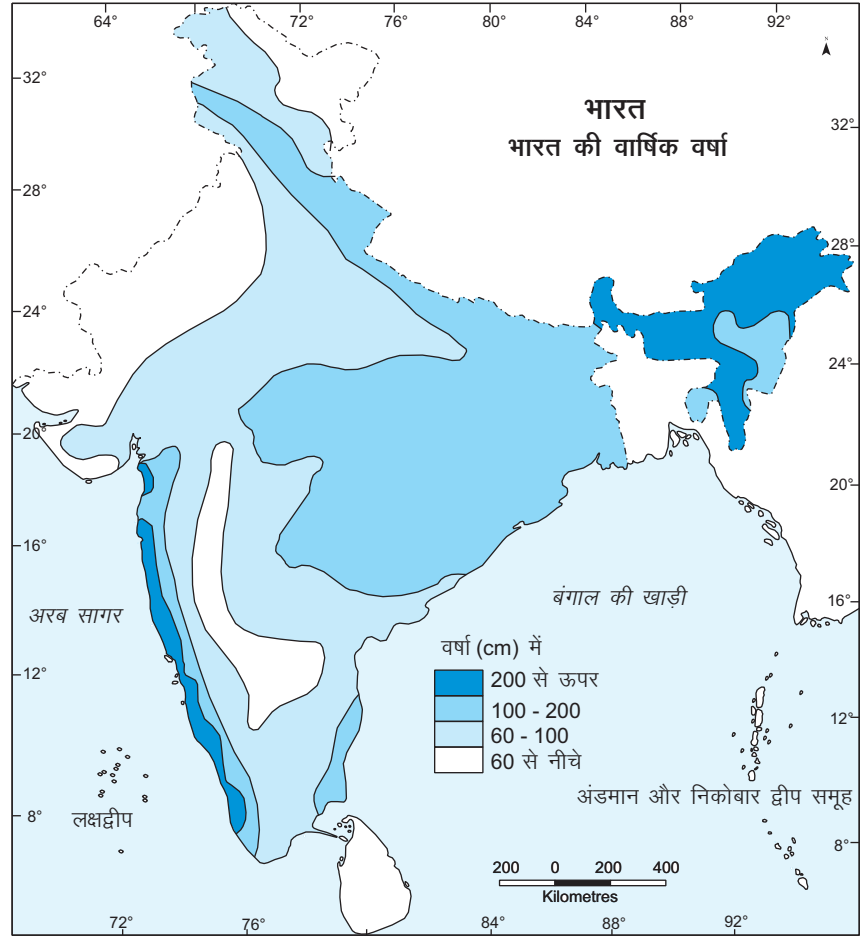 64° 72° 76° 80° 84° 88° 92°
N
32°
भारत
भारत की वार्षिक वर्षा
32°
28°
28°
24°
24°
20°
20°
16°
बंगाल की खाड़ी
16°
अरब सागर
वर्षा (cm) में
200 से ऊपर
100 - 200
60 - 100
60 से नीचे
12°
12°
अंडमान और निकोबार द्वीप समूह
लक्षद्वीप
8°
8°
200 0 200 400
Kilometres
72° 76° 84° 88° 92°